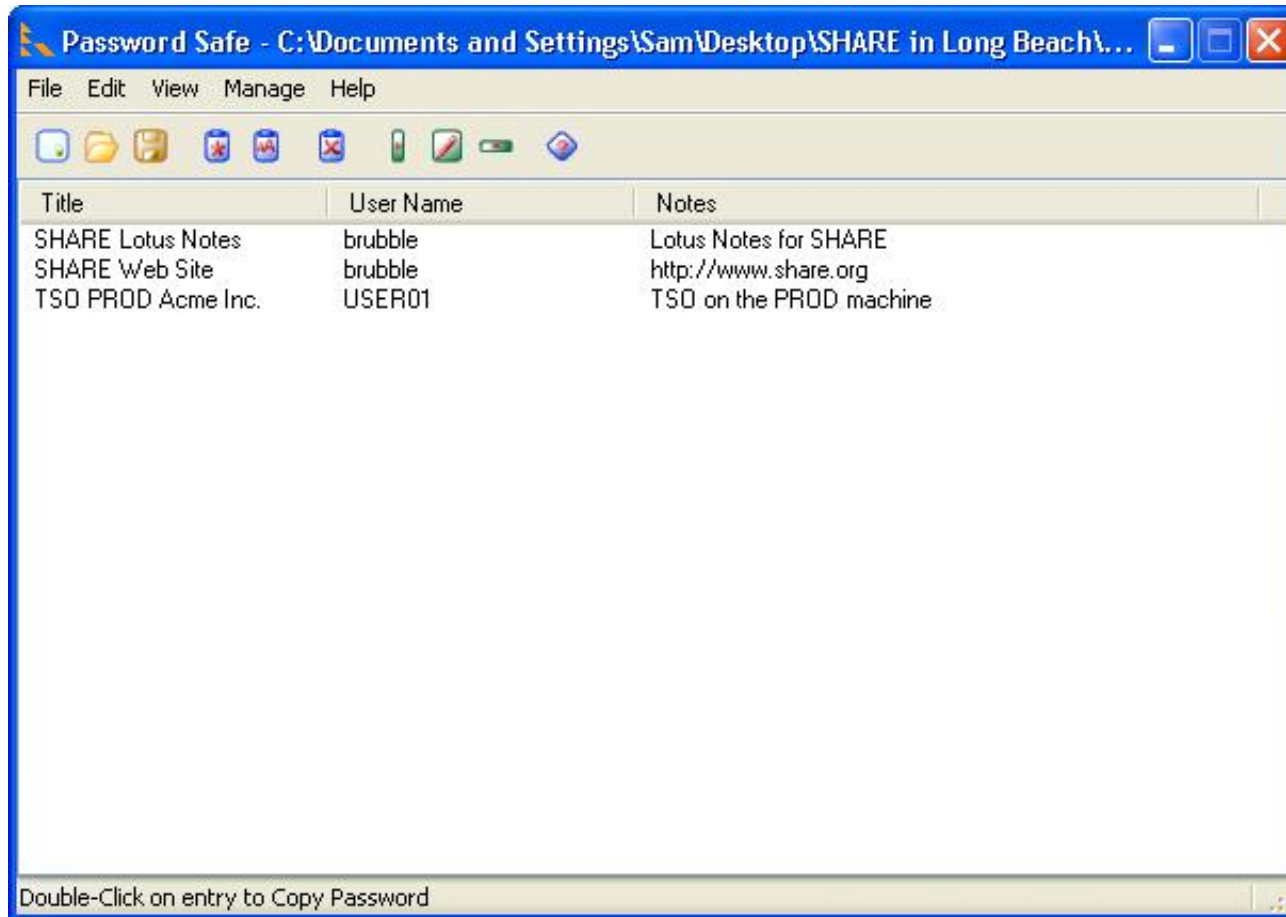 Password Safe - C:\Documents and Settings\Sam\Desktop\SHARE in Long Beach\...
File Edit View Manage Help
Title User Name Notes
SHARE Lotus Notes brubble Lotus Notes for SHARE
SHARE Web Site brubble http://www.share.org
TSO PROD Acme Inc. USER01 TSO on the PROD machine
Double-Click on entry to Copy Password